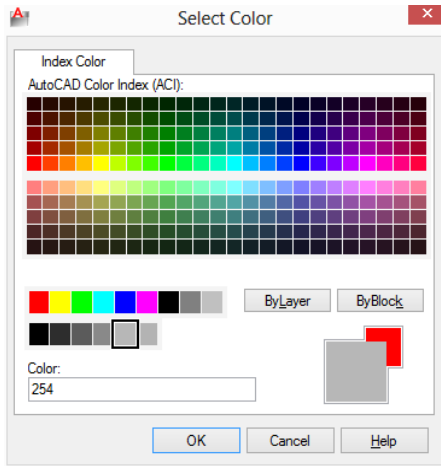 Select Color
Index Color
AutoCAD Color Index (ACI):
ByLayer ByBlock
Color:
254
OK Cancel Help